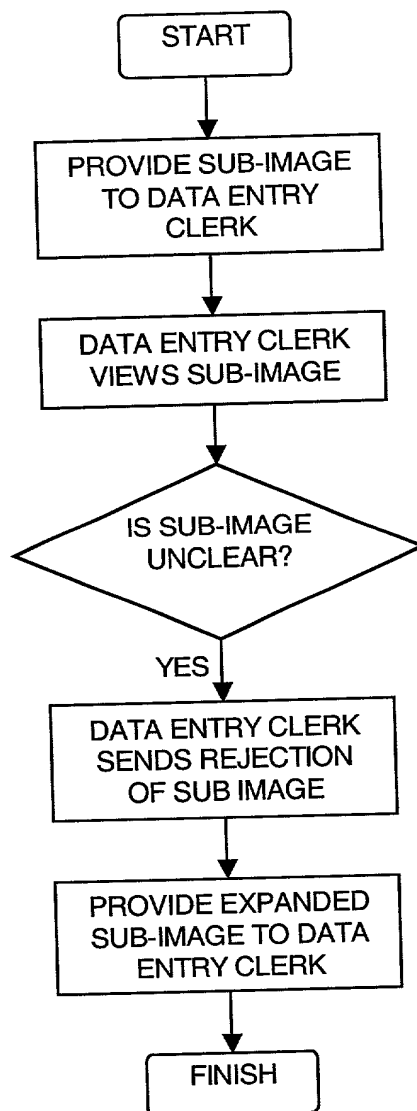 START
PROVIDE SUB-IMAGE
TO DATA ENTRY
CLERK
DATA ENTRY CLERK
VIEWS SUB-IMAGE
IS SUB-IMAGE
UNCLEAR?
YES
DATA ENTRY CLERK
SENDS REJECTION
OF SUB IMAGE
PROVIDE EXPANDED
SUB-IMAGE TO DATA
ENTRY CLERK
FINISH